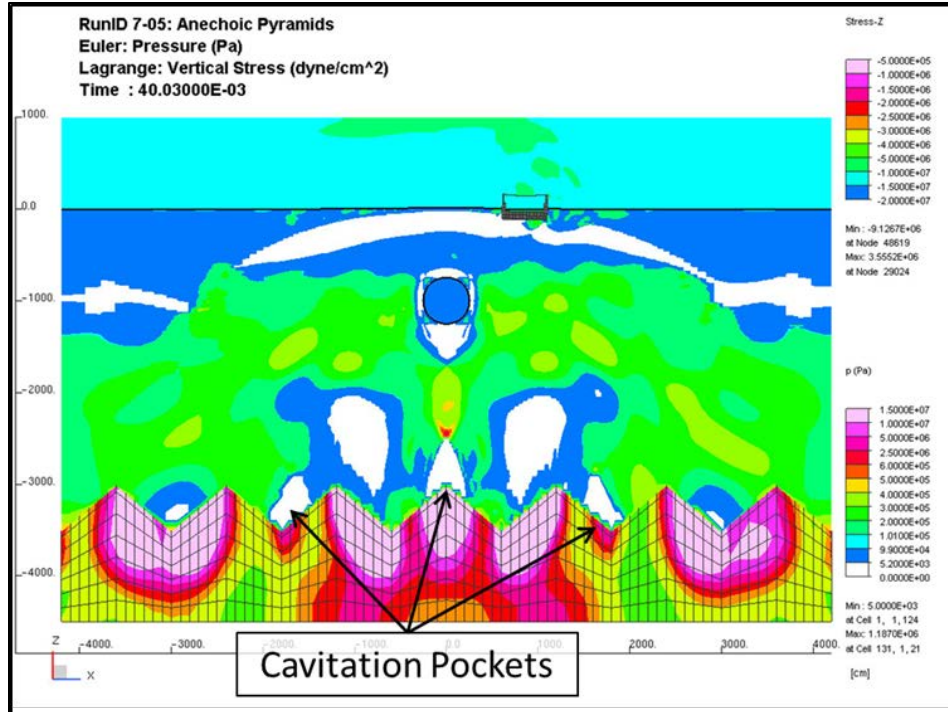 RunID 7-05: Anechoic Pyramids
Euler: Pressure (Pa)
Lagrange: Vertical Stress (dyne/cm^2)
Time : 40.03000E-03
Stress-Z
-5.0000E+05
-1.0000E+06
-1.5000E+06
-2.0000E+06
-2.5000E+06
-3.0000E+06
-4.0000E+06
-5.0000E+06
-1.0000E+07
-1.5000E+07
-2.0000E+07
Min : -9.1267E+06
at Node 48619
Max: 3.5552E+06
at Node 29024
p (Pa)
1.5000E+07
1.0000E+07
5.0000E+06
2.5000E+06
6.0000E+05
5.0000E+05
4.0000E+05
3.0000E+05
2.0000E+05
1.0100E+05
9.9000E+04
5.2000E+03
0.0000E+00
Min : 5.0000E+03
at Cell 1, 1,124
Max: 1.1870E+06
at Cell 131, 1,21
[cm]
1000.
0.0
-1000.
-2000.
-3000.
-4000.
Z
X
-4000.
-3000.
-2000.
-1000.
0.0
1000.
2000.
3000.
4000.
Cavitation Pockets